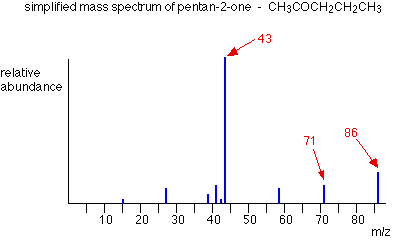 simplified mass spectrum of pentan-2-one - CH3COCH2CH2CH3
43
relative
abundance
71
86
10 20 30 40 50 60 70 80
m/z